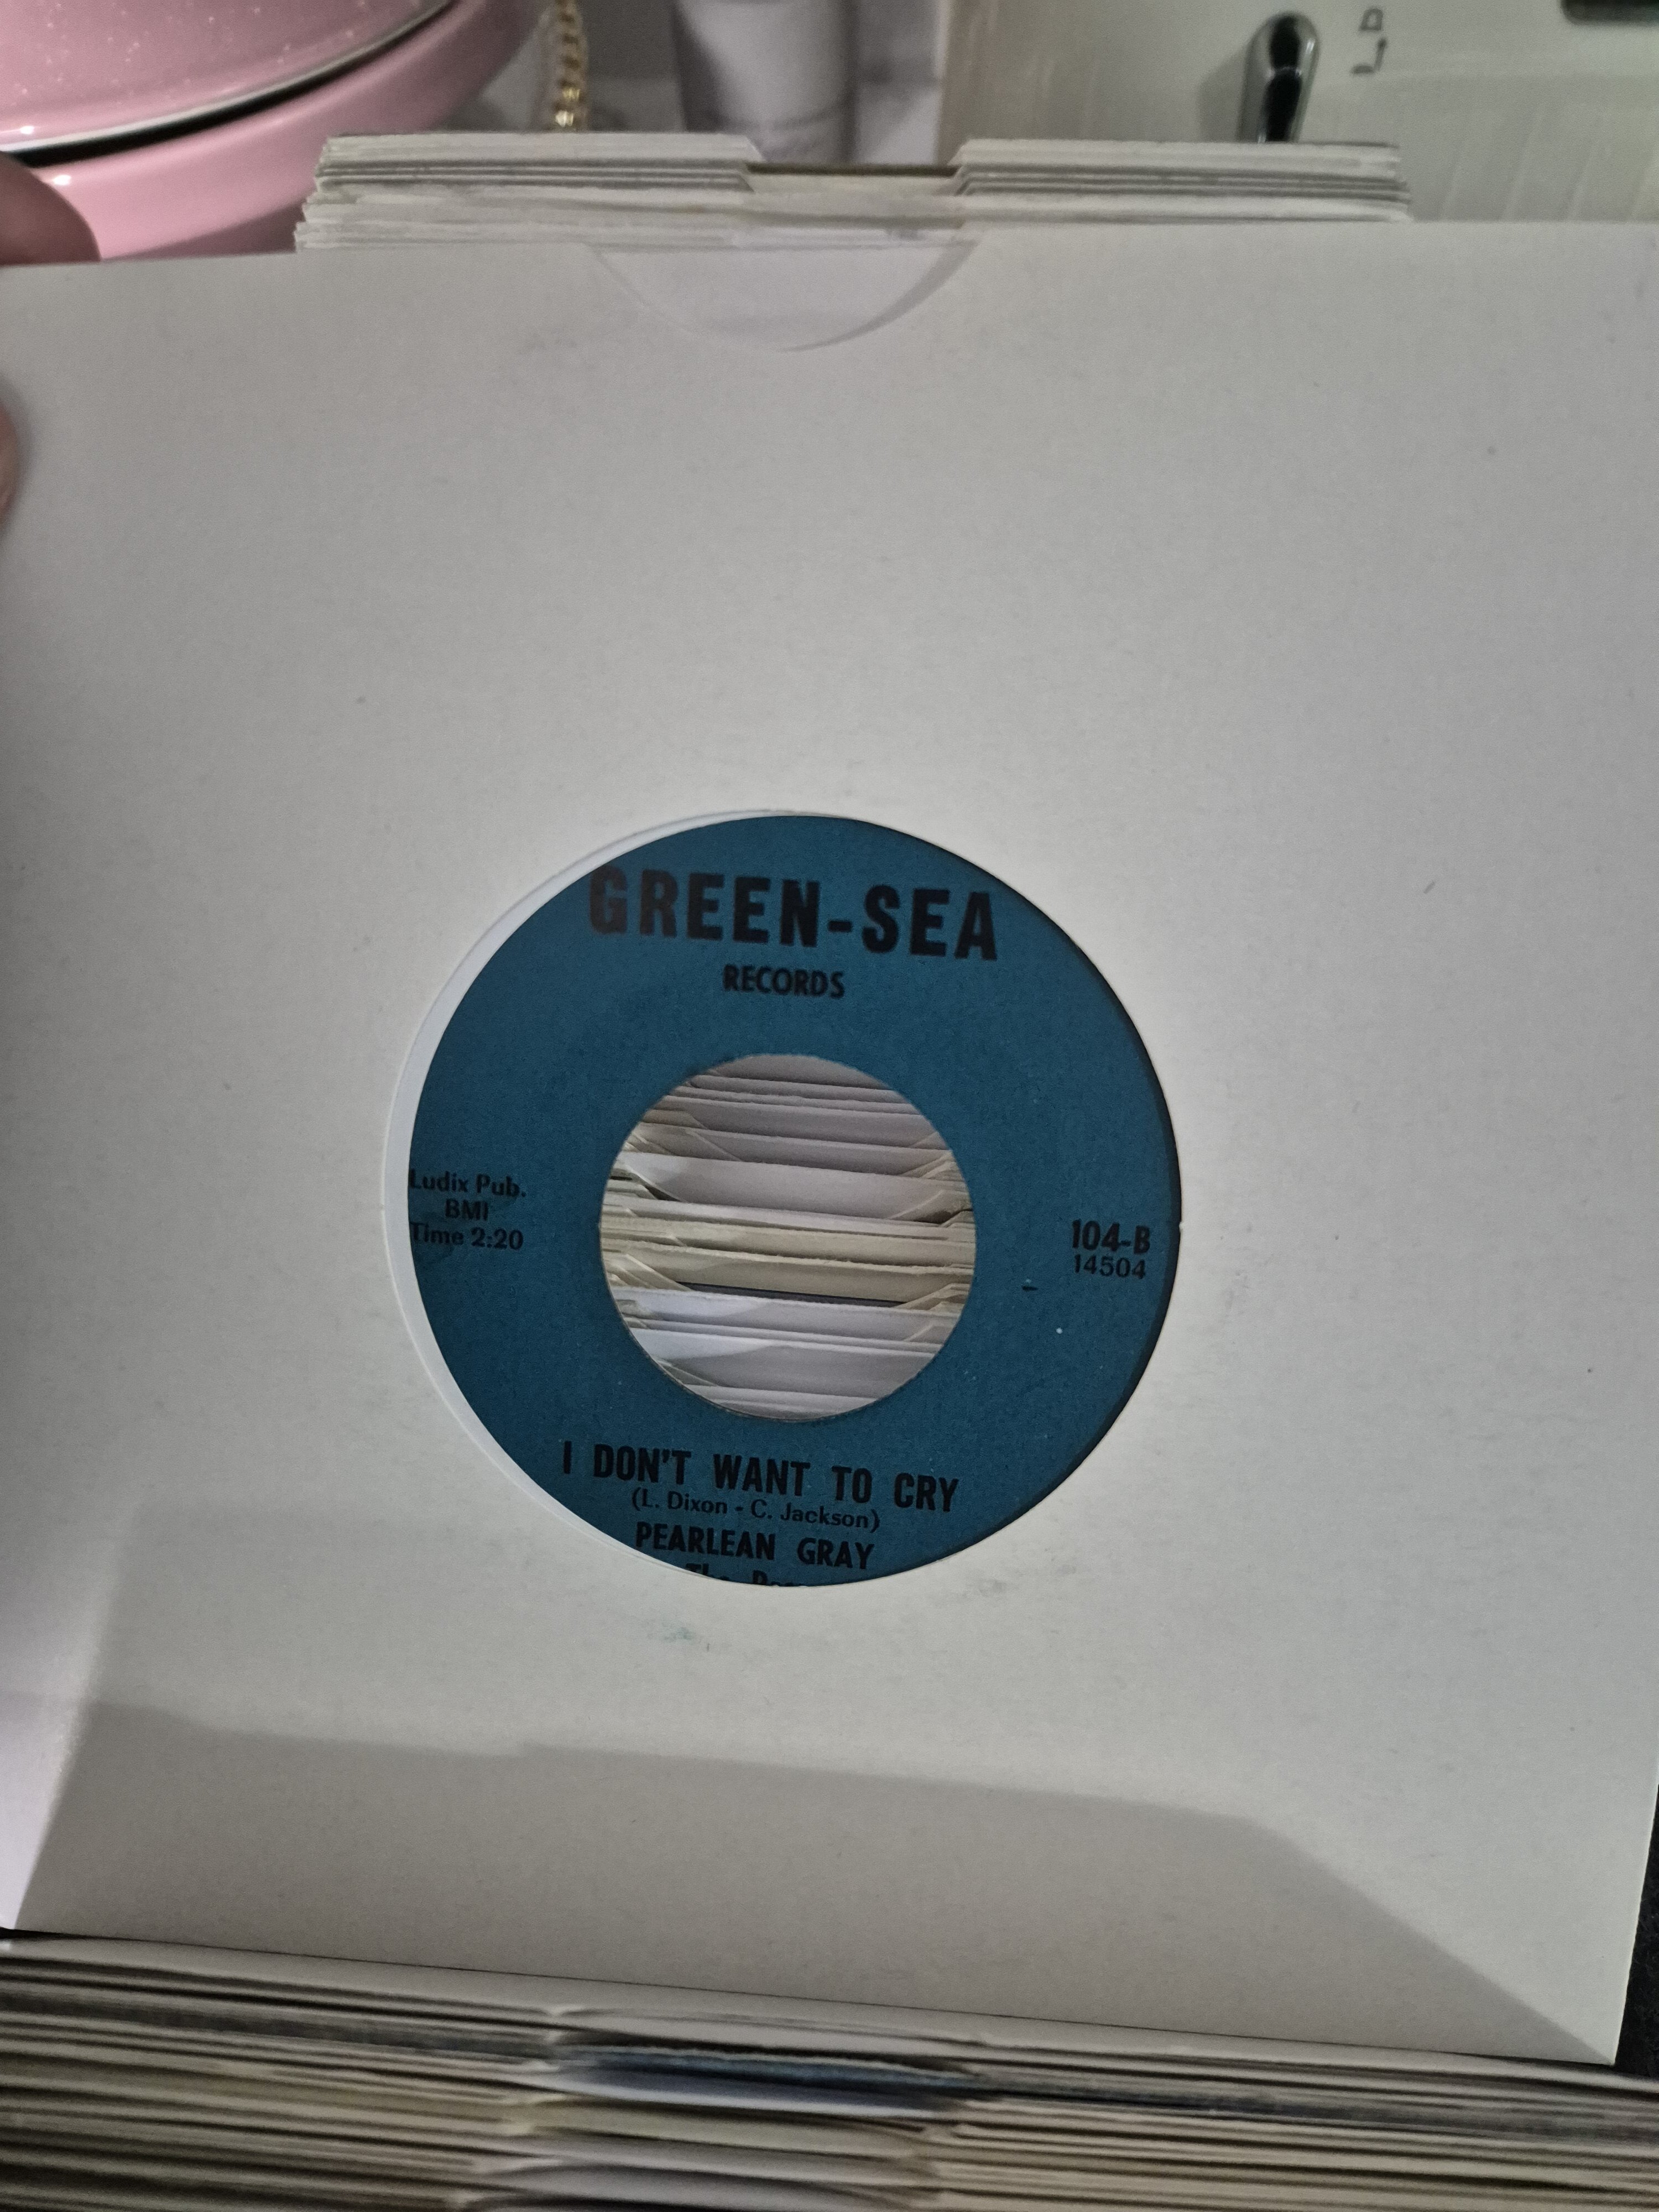 GREEN-SEA
RECORDS
Ludix Pub.
BMI
Time 2:20
104-B
14504
I DON'T WANT TO CRY
(L. Dixon - C. Jackson)
PEARLEAN GRAY
The